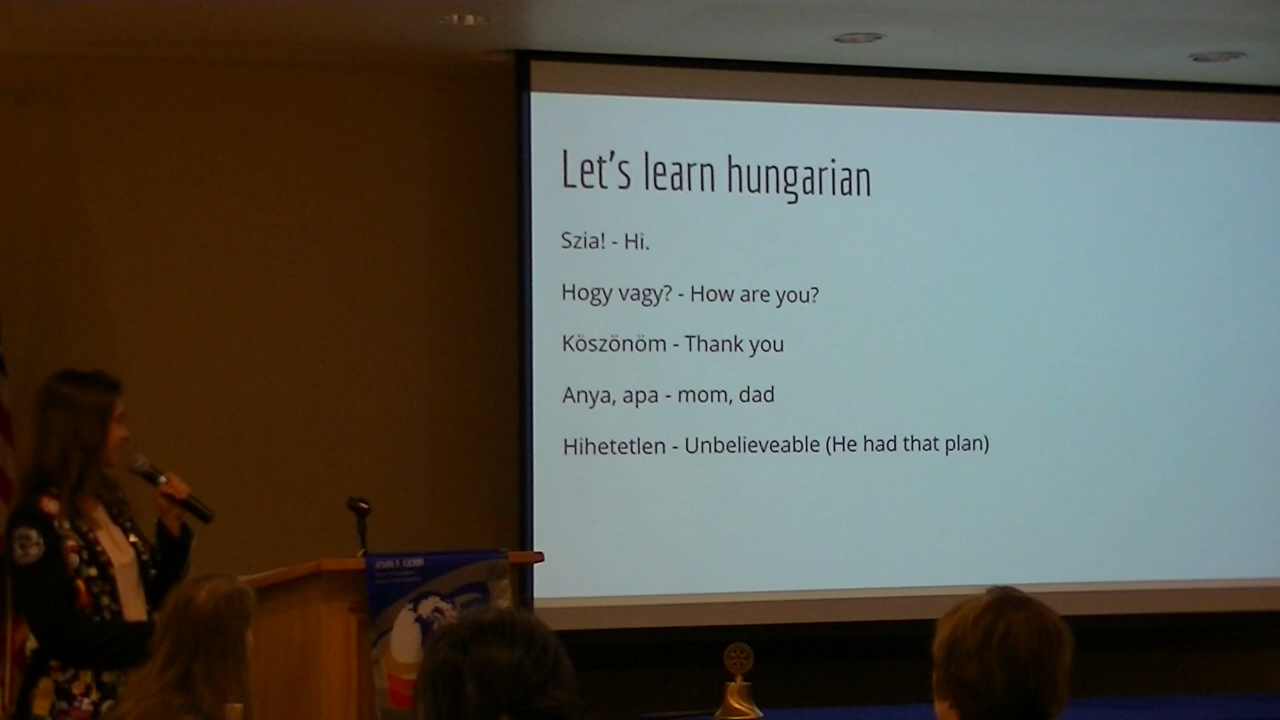 Let's learn hungarian
Szia! - Hi.
Hogy vagy? - How are you?
Köszönöm - Thank you
Anya, apa - mom, dad
Hihetetlen - Unbelieveable (He had that plan)
JOHN T.